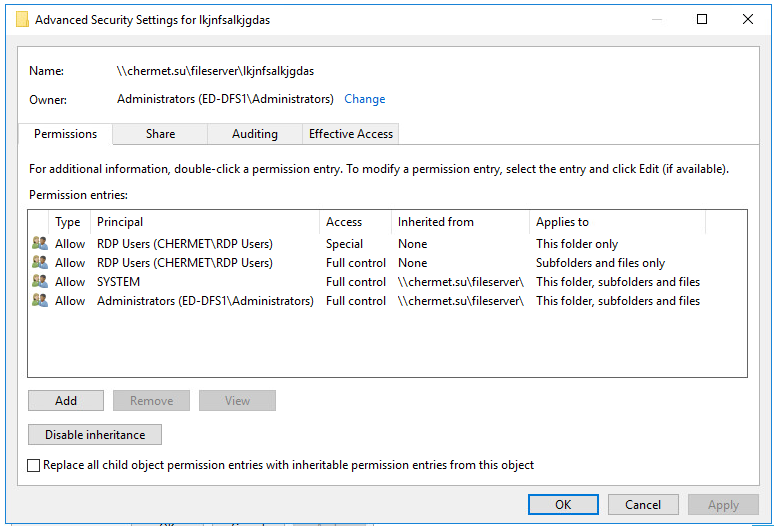 Advanced Security Settings for lkjnfsalkjgdas
Name: \\chermet.su\fileserver\lkjnfsalkjgdas
Owner: Administrators (ED-DFS1\Administrators) Change
Permissions Share Auditing Effective Access
For additional information, double-click a permission entry. To modify a permission entry, select the entry and click Edit (if available).
Permission entries:
Type Principal Access Inherited from Applies to
Allow RDP Users (CHERMET\RDP Users) Special None This folder only
Allow RDP Users (CHERMET\RDP Users) Full control None Subfolders and files only
Allow SYSTEM Full control \\chermet.su\fileserver\ This folder, subfolders and files
Allow Administrators (ED-DFS1\Administrators) Full control \\chermet.su\fileserver\ This folder, subfolders and files
Add Remove View
Disable inheritance
Replace all child object permission entries with inheritable permission entries from this object
OK Cancel Apply